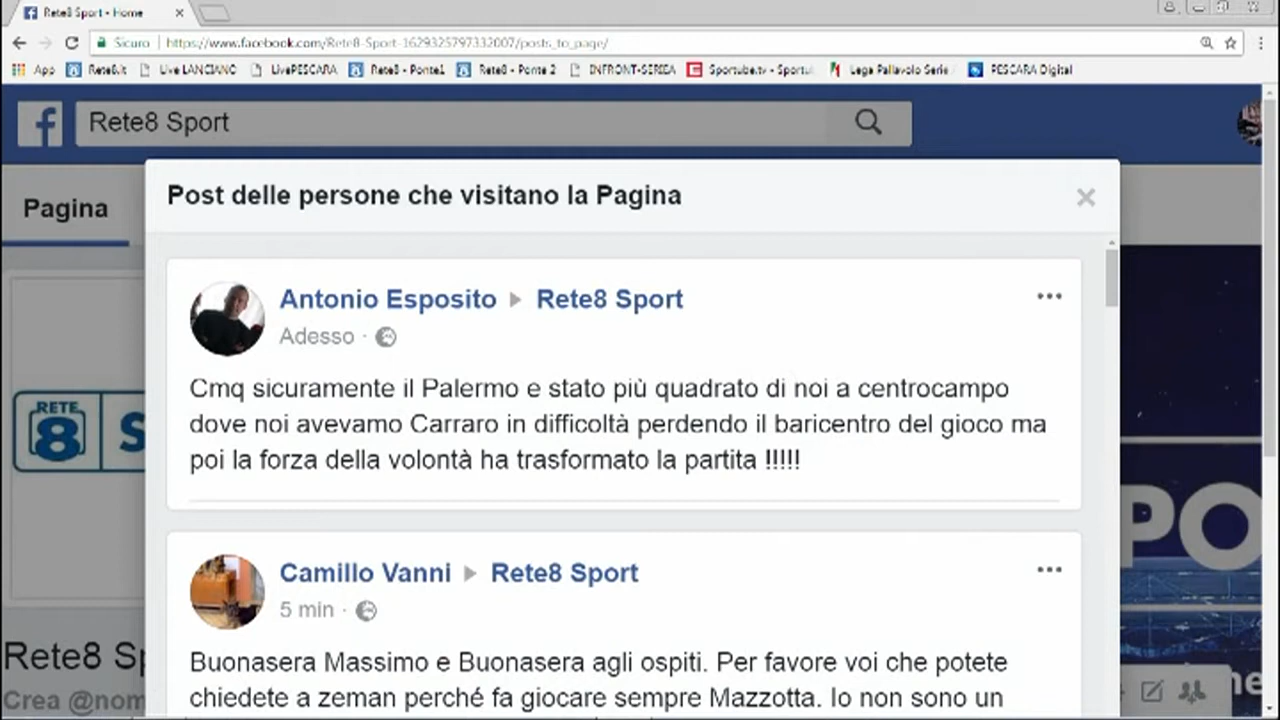 Rete8 Sport - Home
Sicuro https://www.facebook.com/Rete8-Sport-1629325797332007/posts_to_page/
App Rete8.it Live LANCIANO LivePESCARA Rete8 - Ponte1 Rete8 - Ponte 2 INFRONT-SERIEA Sportube.tv - Sportu Lega Pallavolo Serie PESCARA Digital
Rete8 Sport
Pagina
Post delle persone che visitano la Pagina
Antonio Esposito Rete8 Sport
Adesso ·
Cmq sicuramente il Palermo e stato più quadrato di noi a centrocampo
dove noi avevamo Carraro in difficoltà perdendo il baricentro del gioco ma
poi la forza della volontà ha trasformato la partita !!!!!
RETE
8 S
PO
Camillo Vanni Rete8 Sport
5 min ·
Buonasera Massimo e Buonasera agli ospiti. Per favore voi che potete
chiedete a zeman perché fa giocare sempre Mazzotta. Io non sono un
Rete8 Sp
Crea @nom
ne